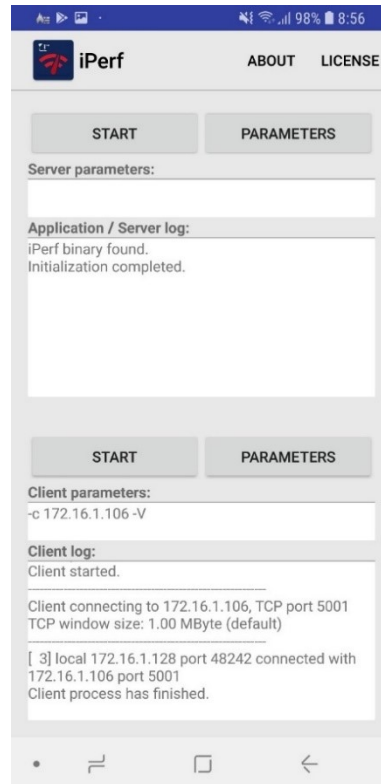 98% 8:56
iPerf ABOUT LICENSE
START PARAMETERS
Server parameters:
Application / Server log:
iPerf binary found.
Initialization completed.
START PARAMETERS
Client parameters:
-c 172.16.1.106 -V
Client log:
Client started.
Client connecting to 172.16.1.106, TCP port 5001
TCP window size: 1.00 MByte (default)
[ 3] local 172.16.1.128 port 48242 connected with
172.16.1.106 port 5001
Client process has finished.